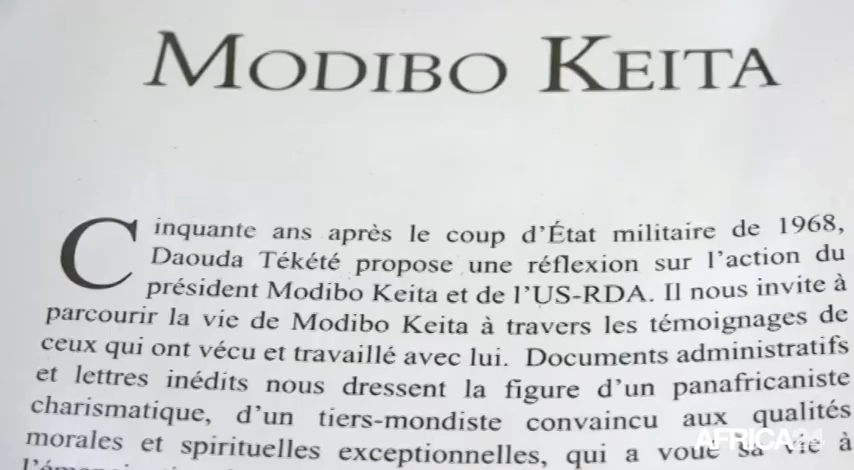 MODIBO KEITA
Cinquante ans après le coup d'État militaire de 1968,
Daouda Tékété propose une réflexion sur l'action du
président Modibo Keita et de l'US-RDA. Il nous invite à
parcourir la vie de Modibo Keita à travers les témoignages de
ceux qui ont vécu et travaillé avec lui. Documents administratifs
et lettres inédits nous dressent la figure d'un panafricaniste
charismatique, d'un tiers-mondiste convaincu aux qualités
morales et spirituelles exceptionnelles, qui a voué sa vie à
AFRICA24